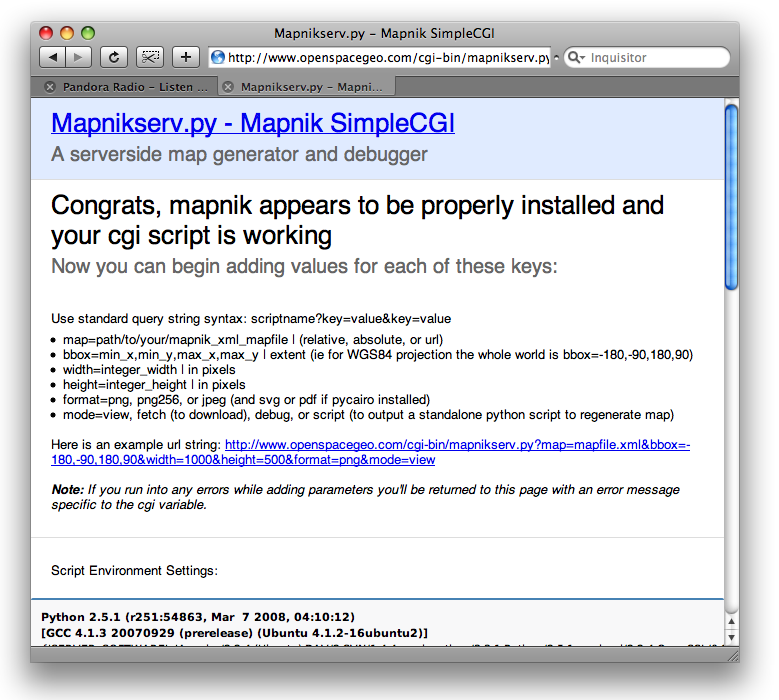 Mapnikserv.py – Mapnik SimpleCGI
http://www.openspacegeo.com/cgi-bin/mapnikserv.py
Inquisitor
Pandora Radio – Listen ...
Mapnikserv.py – Mapni...
Mapnikserv.py - Mapnik SimpleCGI
A serverside map generator and debugger
Congrats, mapnik appears to be properly installed and
your cgi script is working
Now you can begin adding values for each of these keys:
Use standard query string syntax: scriptname?key=value&key=value
• map=path/to/your/mapnik_xml_mapfile | (relative, absolute, or url)
• bbox=min_x,min_y,max_x,max_y | extent (ie for WGS84 projection the whole world is bbox=-180,-90,180,90)
• width=integer_width | in pixels
• height=integer_height | in pixels
• format=png, png256, or jpeg (and svg or pdf if pycairo installed)
• mode=view, fetch (to download), debug, or script (to output a standalone python script to regenerate map)
Here is an example url string: http://www.openspacegeo.com/cgi-bin/mapnikserv.py?map=mapfile.xml&bbox=-
180,-90,180,90&width=1000&height=500&format=png&mode=view
Note: If you run into any errors while adding parameters you'll be returned to this page with an error message
specific to the cgi variable.
Script Environment Settings:
Python 2.5.1 (r251:54863, Mar  7 2008, 04:10:12)
[GCC 4.1.3 20070929 (prerelease) (Ubuntu 4.1.2-16ubuntu2)]